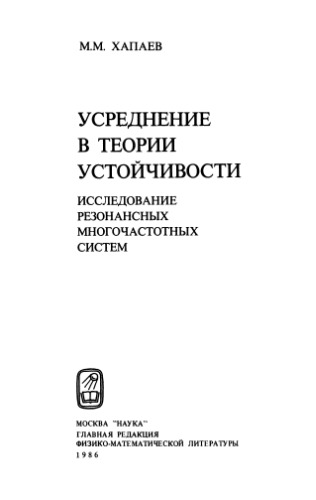 М.М. ХАПАЕВ
УСРЕДНЕНИЕ
В ТЕОРИИ
УСТОЙЧИВОСТИ
ИССЛЕДОВАНИЕ
РЕЗОНАНСНЫХ
МНОГОЧАСТОТНЫХ
СИСТЕМ
МОСКВА "НАУКА"
ГЛАВНАЯ РЕДАКЦИЯ
ФИЗИКО-МАТЕМАТИЧЕСКОЙ ЛИТЕРАТУРЫ
1986